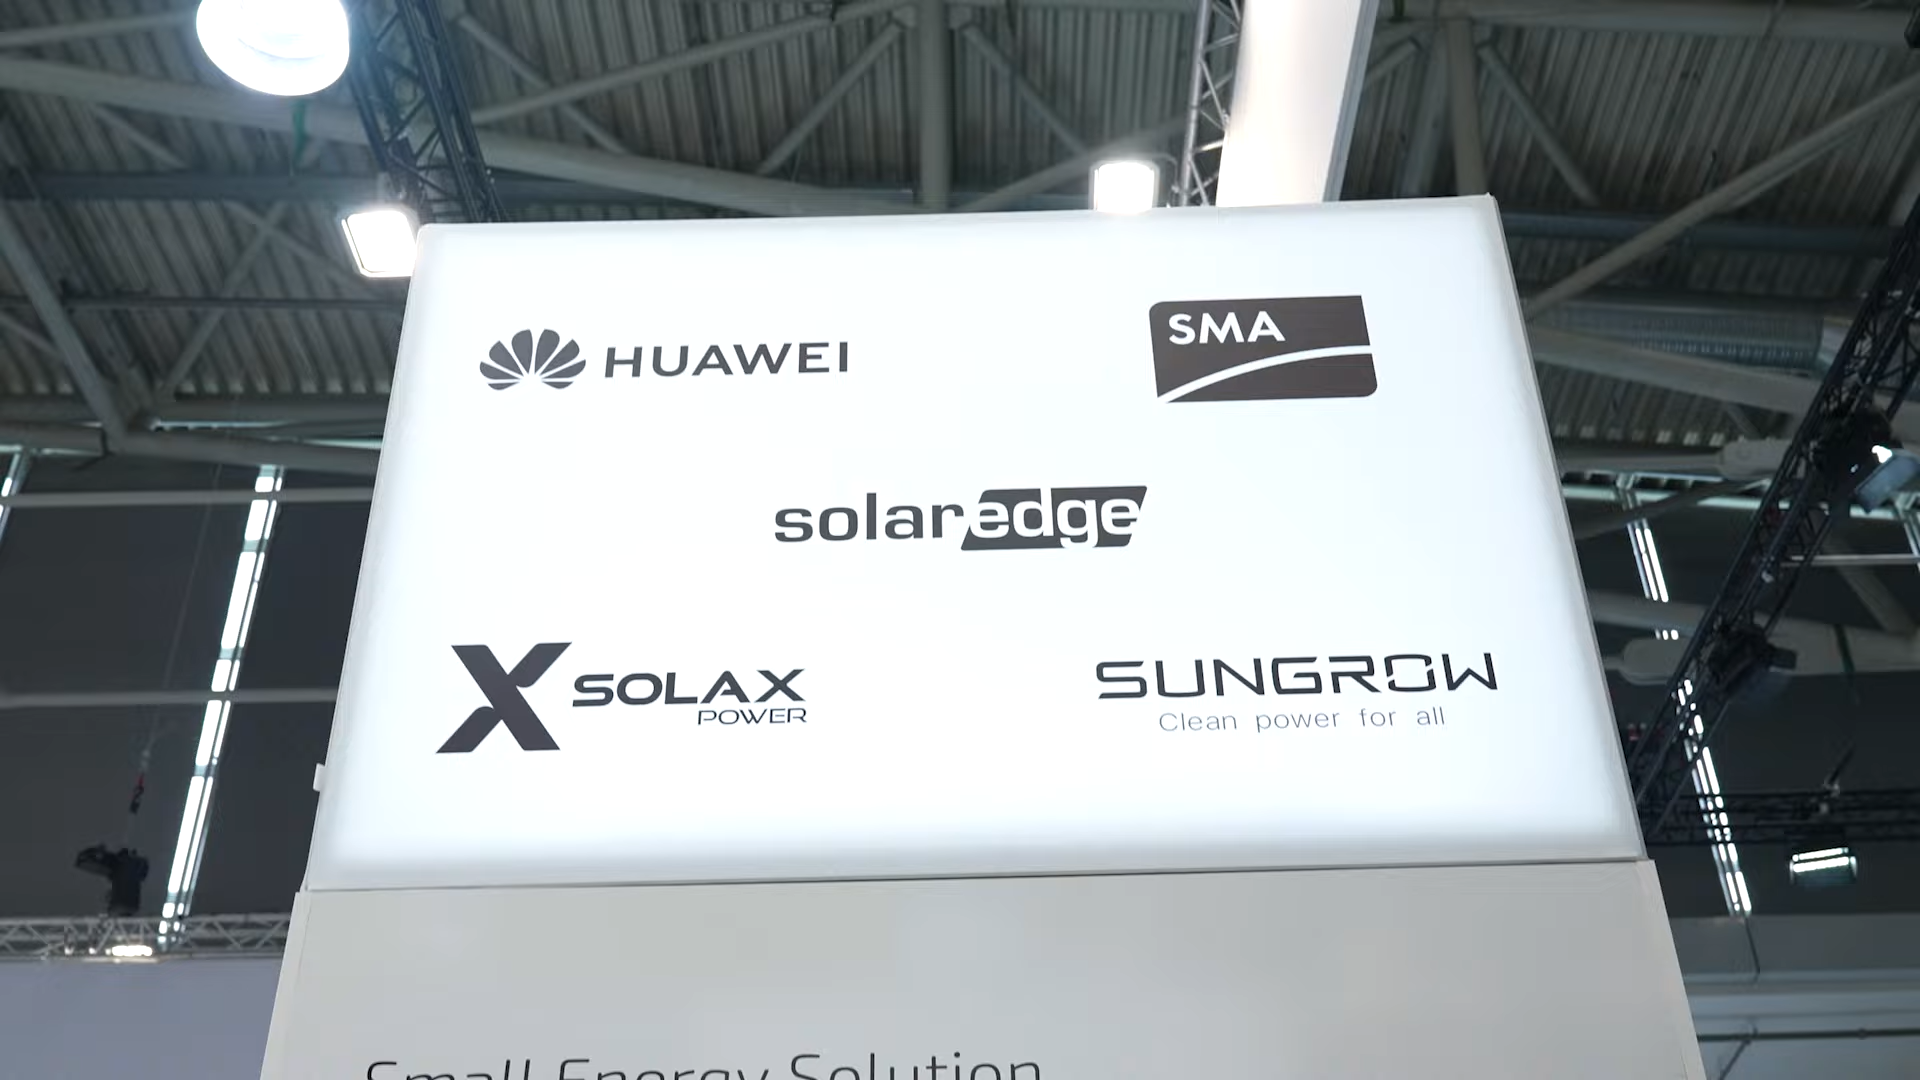 HUAWEI
SMA
solaredge
SOLAX
POWER
SUNGROW
Clean power for all
Small Energy Solution